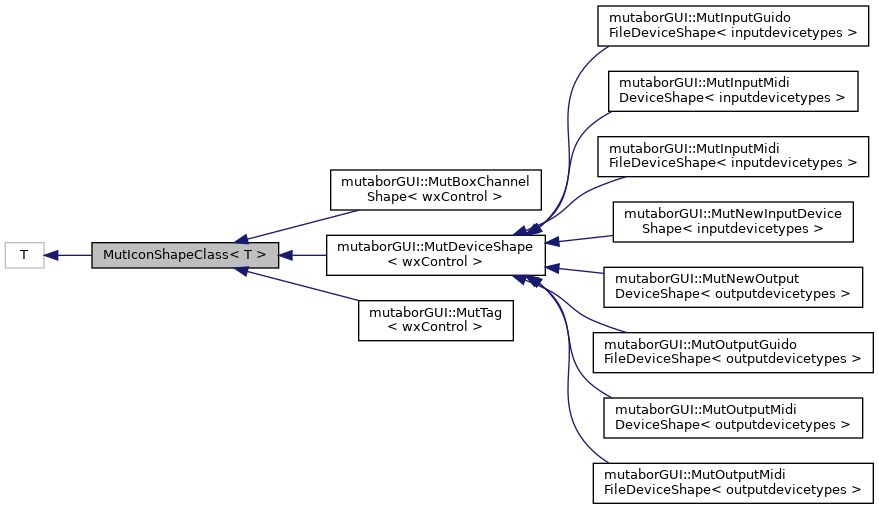 T
MutIconShapeClass< T >
mutaborGUI::MutBoxChannel
Shape< wxControl >
mutaborGUI::MutDeviceShape
< wxControl >
mutaborGUI::MutTag
< wxControl >
mutaborGUI::MutInputGuido
FileDeviceShape< inputdevicetypes >
mutaborGUI::MutInputMidi
DeviceShape< inputdevicetypes >
mutaborGUI::MutInputMidi
FileDeviceShape< inputdevicetypes >
mutaborGUI::MutNewInputDevice
Shape< inputdevicetypes >
mutaborGUI::MutNewOutput
DeviceShape< outputdevicetypes >
mutaborGUI::MutOutputGuido
FileDeviceShape< outputdevicetypes >
mutaborGUI::MutOutputMidi
DeviceShape< outputdevicetypes >
mutaborGUI::MutOutputMidi
FileDeviceShape< outputdevicetypes >